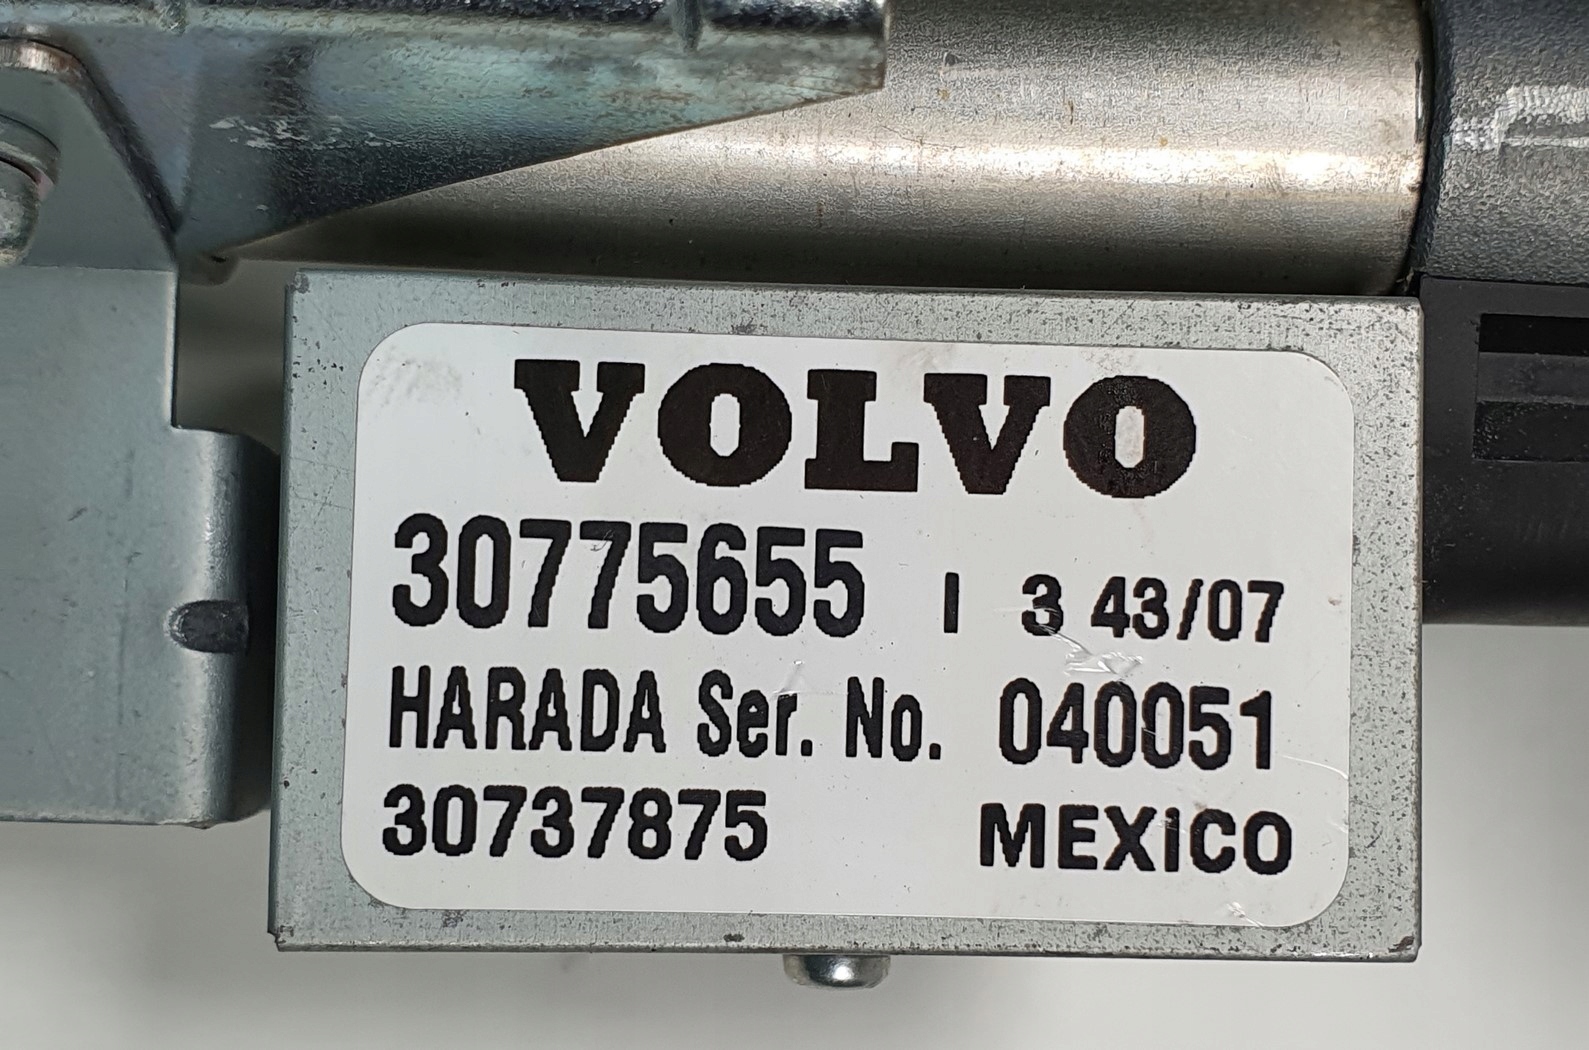 VOLVO
30775655 I 3 43/07
HARADA Ser. No. 040051
30737875 MEXICO